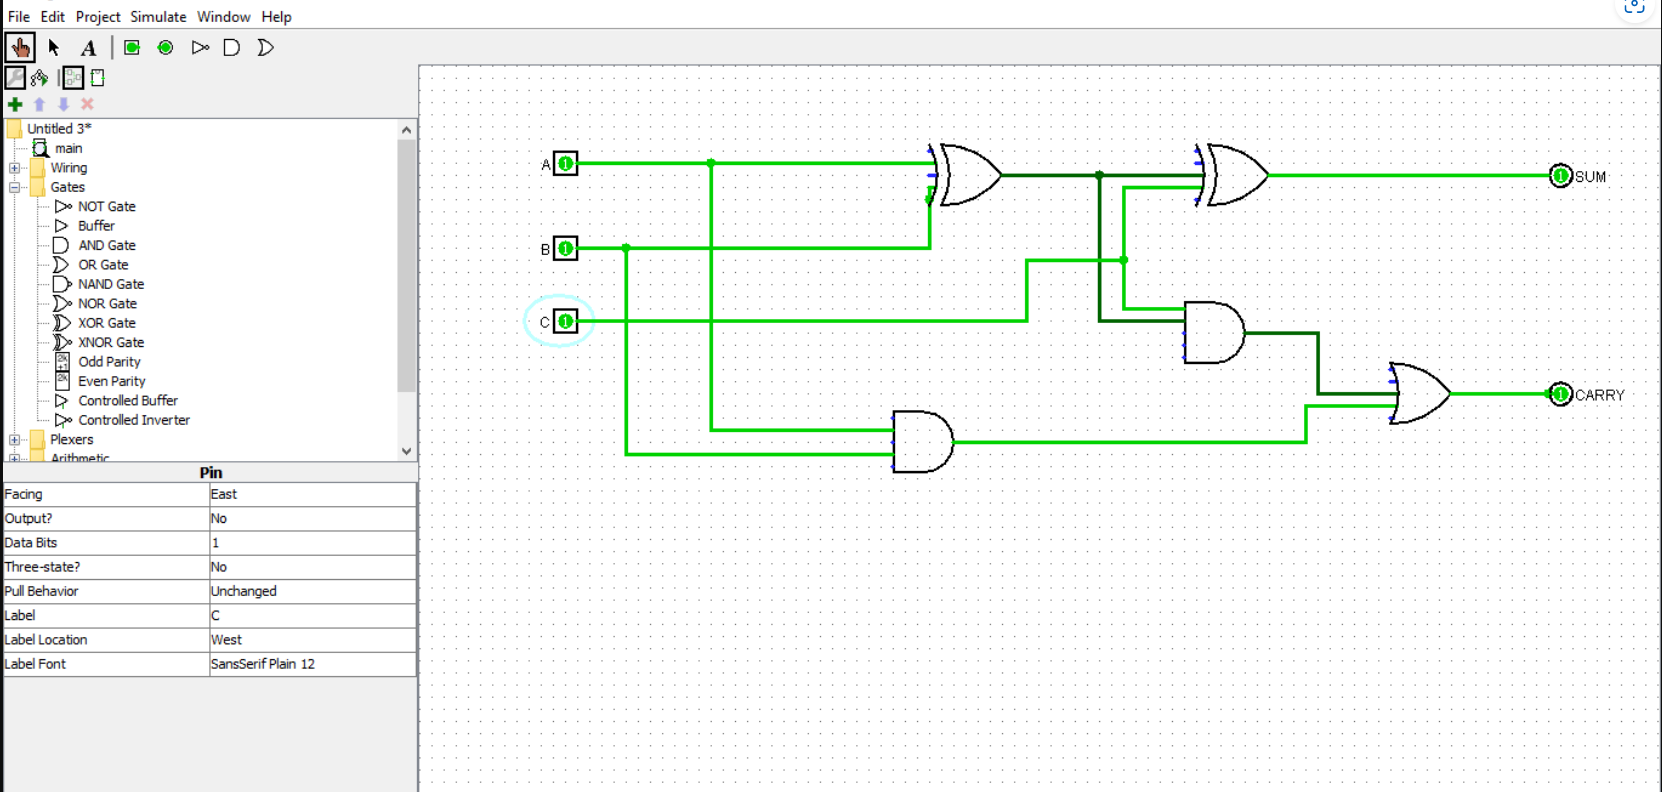 File Edit Project Simulate Window Help
A
Untitled 3*
main
Wiring
Gates
NOT Gate
Buffer
AND Gate
OR Gate
NAND Gate
NOR Gate
XOR Gate
XNOR Gate
2k
+1
Odd Parity
2k
Even Parity
Controlled Buffer
Controlled Inverter
Plexers
Arithmetic
Pin
Facing East
Output? No
Data Bits 1
Three-state? No
Pull Behavior Unchanged
Label C
Label Location West
Label Font SansSerif Plain 12
A 1
B 1
C 1
1 SUM
1 CARRY